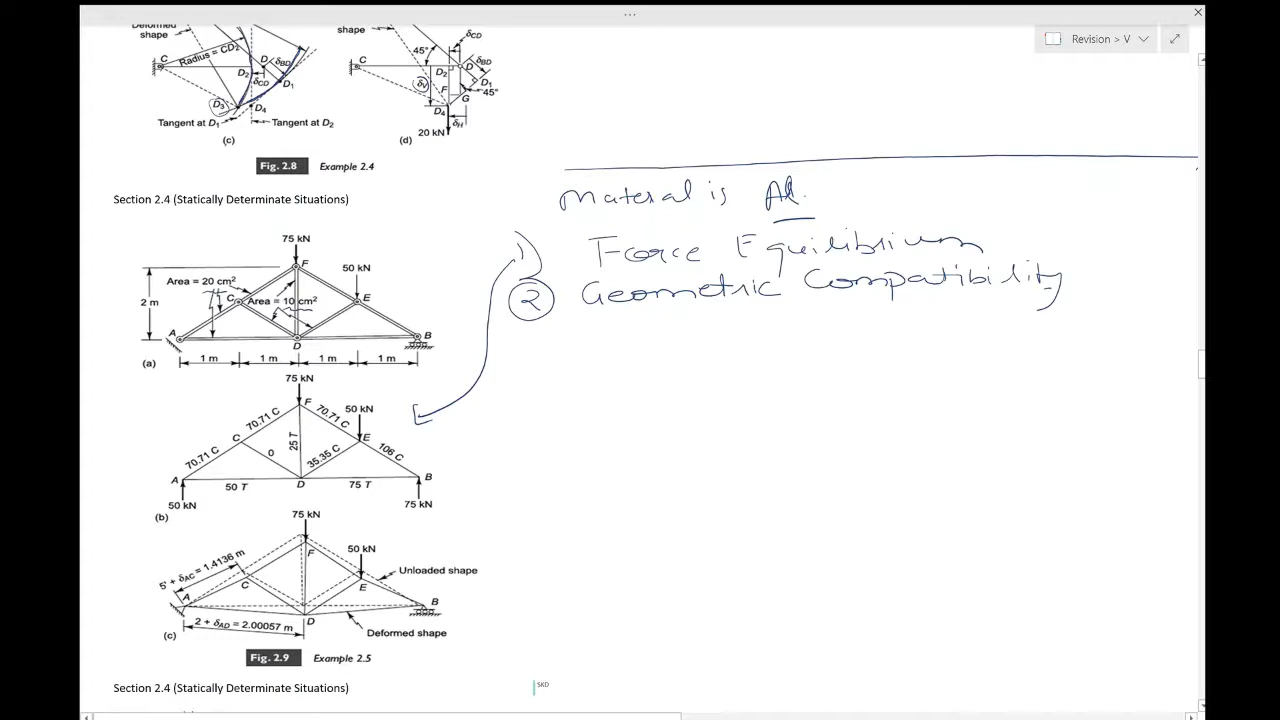 Revision > V
Deformed
shape
Radius = CD2
C
D2
D
δBD
δCD
D1
D3
D4
Tangent at D1
Tangent at D2
(c)
δCD
45°
C
D2
D
δBD
D1
δV
F
G
45°
D4
δH
20 kN
(d)
Fig. 2.8 Example 2.4
Section 2.4 (Statically Determinate Situations)
Material is Al.
1) Force Equilibrium
2 Geometric Compatibility
75 kN
F
50 kN
Area = 20 cm²
C
Area = 10 cm²
E
2 m
A
D
B
1 m 1 m 1 m 1 m
(a)
75 kN
F
50 kN
70.71 C
70.71 C
C
E
70.71 C
25 T
0
35.35 C
106 C
A
50 T
D
75 T
B
50 kN
75 kN
(b)
75 kN
50 kN
F
5' + δAC = 1.4136 m
Unloaded shape
C
E
A
B
D
2 + δAD = 2.00057 m
Deformed shape
(c)
Fig. 2.9 Example 2.5
Section 2.4 (Statically Determinate Situations)
SKD